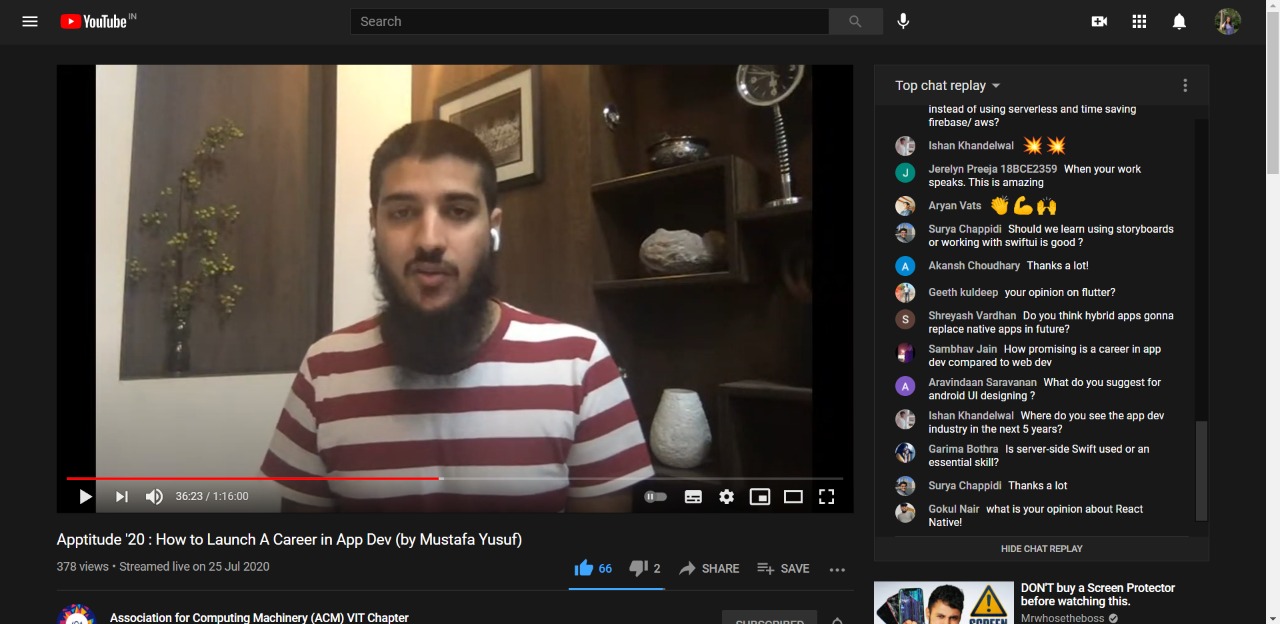 YouTube IN
Search
Top chat replay
instead of using serverless and time saving
firebase/ aws?
Ishan Khandelwal 💥 💥
J
Jerelyn Preeja 18BCE2359 When your work
speaks. This is amazing
Aryan Vats 👏 💪 🙌
Surya Chappidi Should we learn using storyboards
or working with swiftui is good ?
A
Akansh Choudhary Thanks a lot!
Geeth kuldeep your opinion on flutter?
S
Shreyash Vardhan Do you think hybrid apps gonna
replace native apps in future?
Sambhav Jain How promising is a career in app
dev compared to web dev
A
Aravindaan Saravanan What do you suggest for
android UI designing ?
Ishan Khandelwal Where do you see the app dev
industry in the next 5 years?
Garima Bothra Is server-side Swift used or an
essential skill?
Surya Chappidi Thanks a lot
Gokul Nair what is your opinion about React
Native!
HIDE CHAT REPLAY
36:23 / 1:16:00
Apptitude '20 : How to Launch A Career in App Dev (by Mustafa Yusuf)
378 views • Streamed live on 25 Jul 2020
66
2
SHARE
SAVE
Association for Computing Machinery (ACM) VIT Chapter
SUBSCRIBED
SCREEN
DON'T buy a Screen Protector
before watching this.
Mrwhosetheboss